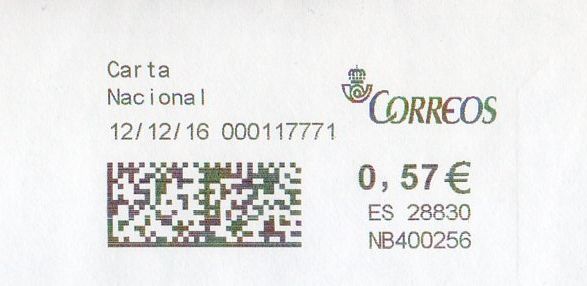 Carta
Nacional
12/12/16 000117771
CORREOS
0,57€
ES 28830
NB400256